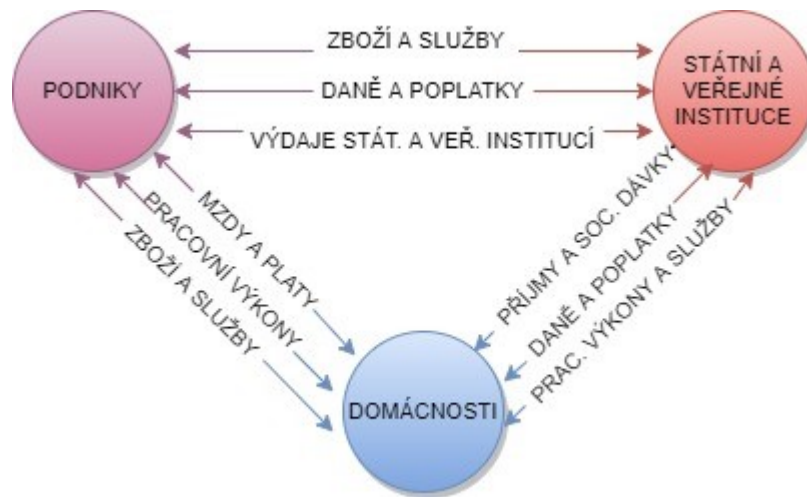 ZBOŽÍ A SLUŽBY
PODNIKY
DANĚ A POPLATKY
STÁTNÍ A
VEŘEJNÉ
INSTITUCE
VÝDAJE STÁT. A VEŘ. INSTITUCÍ
MZDY A PLATY
PRACOVNÍ VÝKONY
ZBOŽÍ A SLUŽBY
PŘÍJMY A SOC. DÁVKY
DANĚ A POPLATKY
PRAC. VÝKONY A SLUŽBY
DOMÁCNOSTI